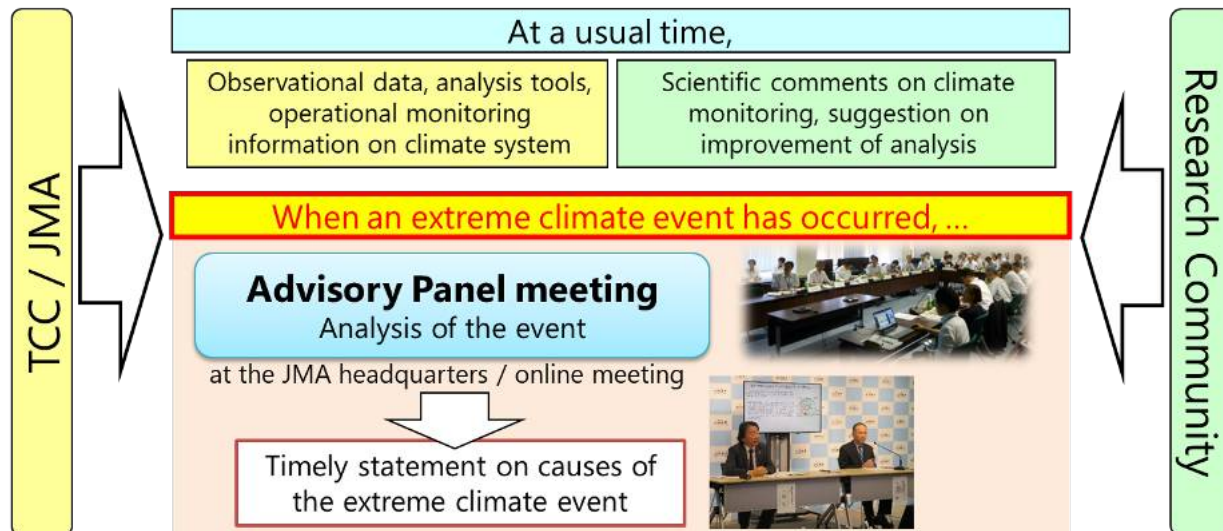 TCC / JMA
At a usual time,
Observational data, analysis tools,
operational monitoring
information on climate system
Scientific comments on climate
monitoring, suggestion on
improvement of analysis
When an extreme climate event has occurred, ...
Advisory Panel meeting
Analysis of the event
at the JMA headquarters / online meeting
Timely statement on causes of
the extreme climate event
Research Community